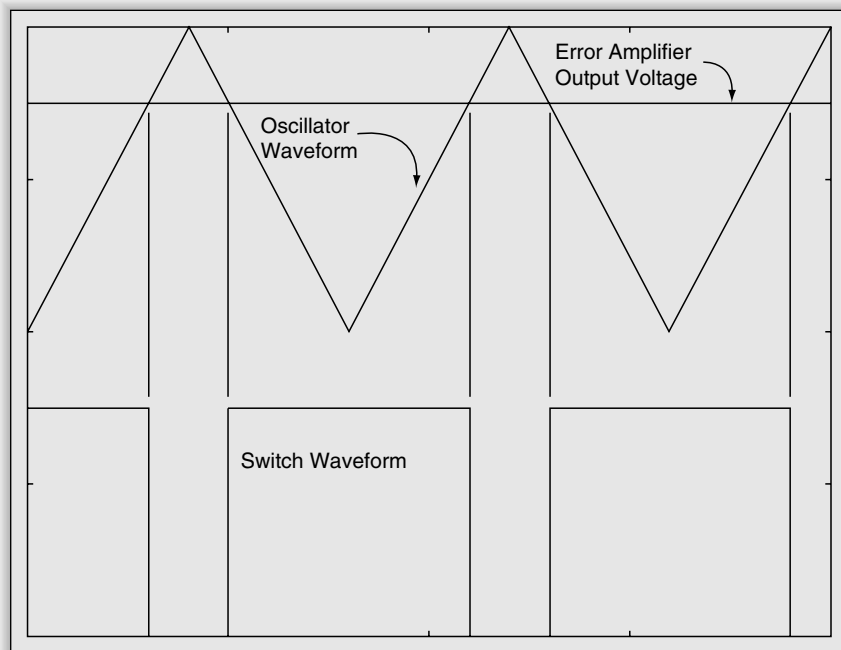 Error Amplifier
Output Voltage
Oscillator
Waveform
Switch Waveform